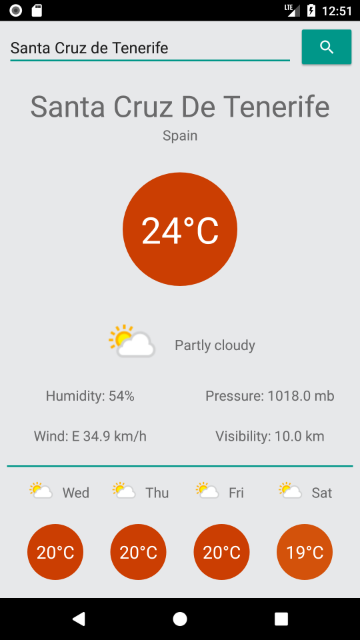 LTE 12:51
Santa Cruz de Tenerife
Santa Cruz De Tenerife
Spain
24°C
Partly cloudy
Humidity: 54% Pressure: 1018.0 mb
Wind: E 34.9 km/h Visibility: 10.0 km
Wed Thu Fri Sat
20°C 20°C 20°C 19°C